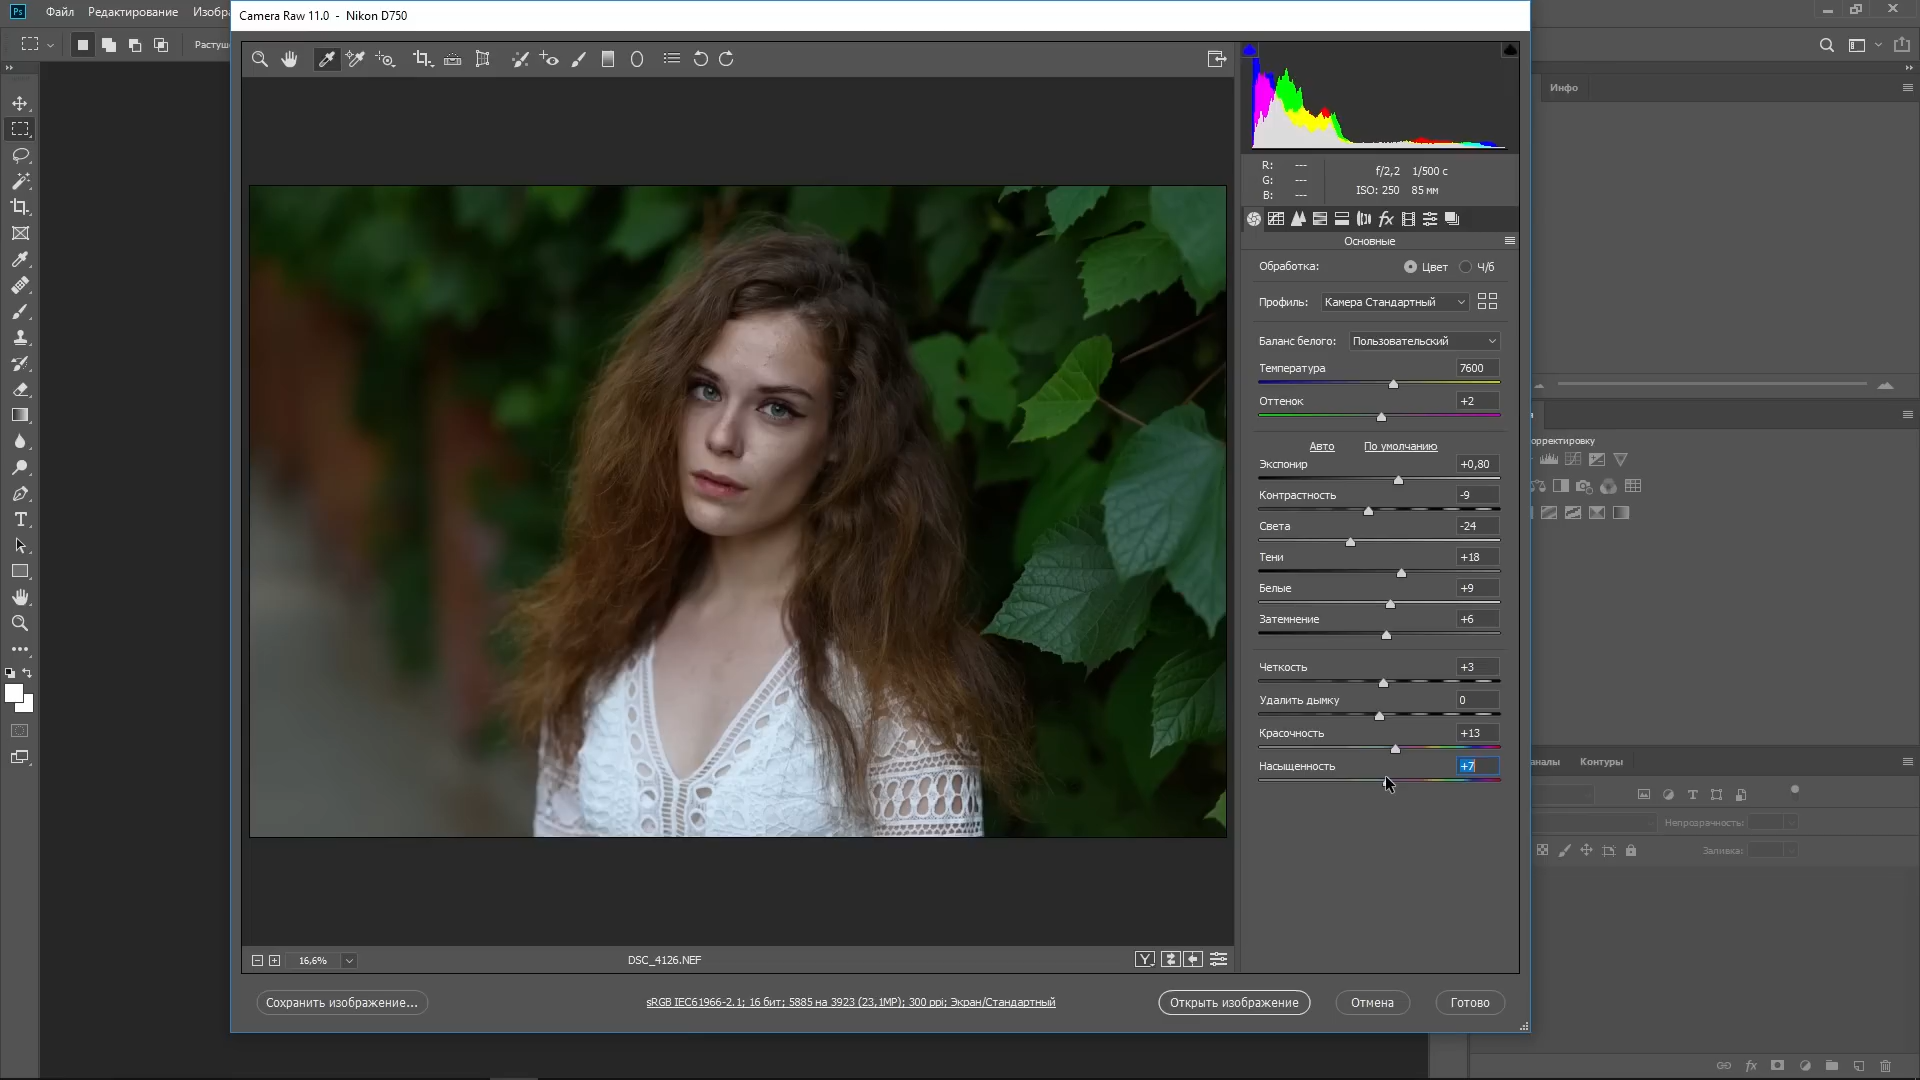 Ps Файл Редактирование Изобр
Camera Raw 11.0 - Nikon D750
Растуш
Инфо
R: ---
G: ---
B: ---
f/2,2 1/500 с
ISO: 250 85 мм
Основные
Обработка: Цвет Ч/б
Профиль: Камера Стандартный
Баланс белого: Пользовательский
Температура 7600
Оттенок +2
Авто По умолчанию
Экспонир +0,80
Контрастность -9
Света -24
Тени +18
Белые +9
Затемнение +6
Четкость +3
Удалить дымку 0
Красочность +13
Насыщенность +7
орректировку
аналы Контуры
Непрозрачность:
Заливка:
16,6%
DSC_4126.NEF
Сохранить изображение...
sRGB IEC61966-2.1; 16 бит; 5885 на 3923 (23,1MP); 300 ppi; Экран/Стандартный
Открыть изображение
Отмена
Готово